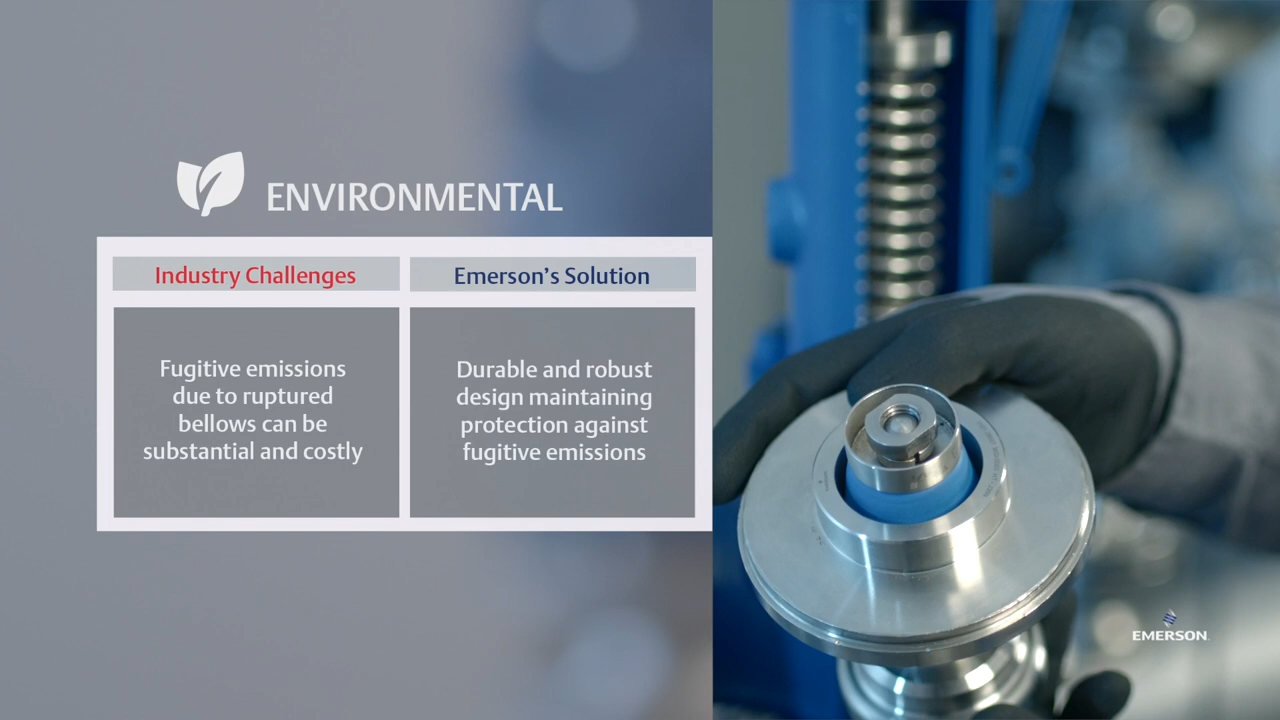 ENVIRONMENTAL
Industry Challenges
Emerson's Solution
Fugitive emissions
due to ruptured
bellows can be
substantial and costly
Durable and robust
design maintaining
protection against
fugitive emissions
EMERSON